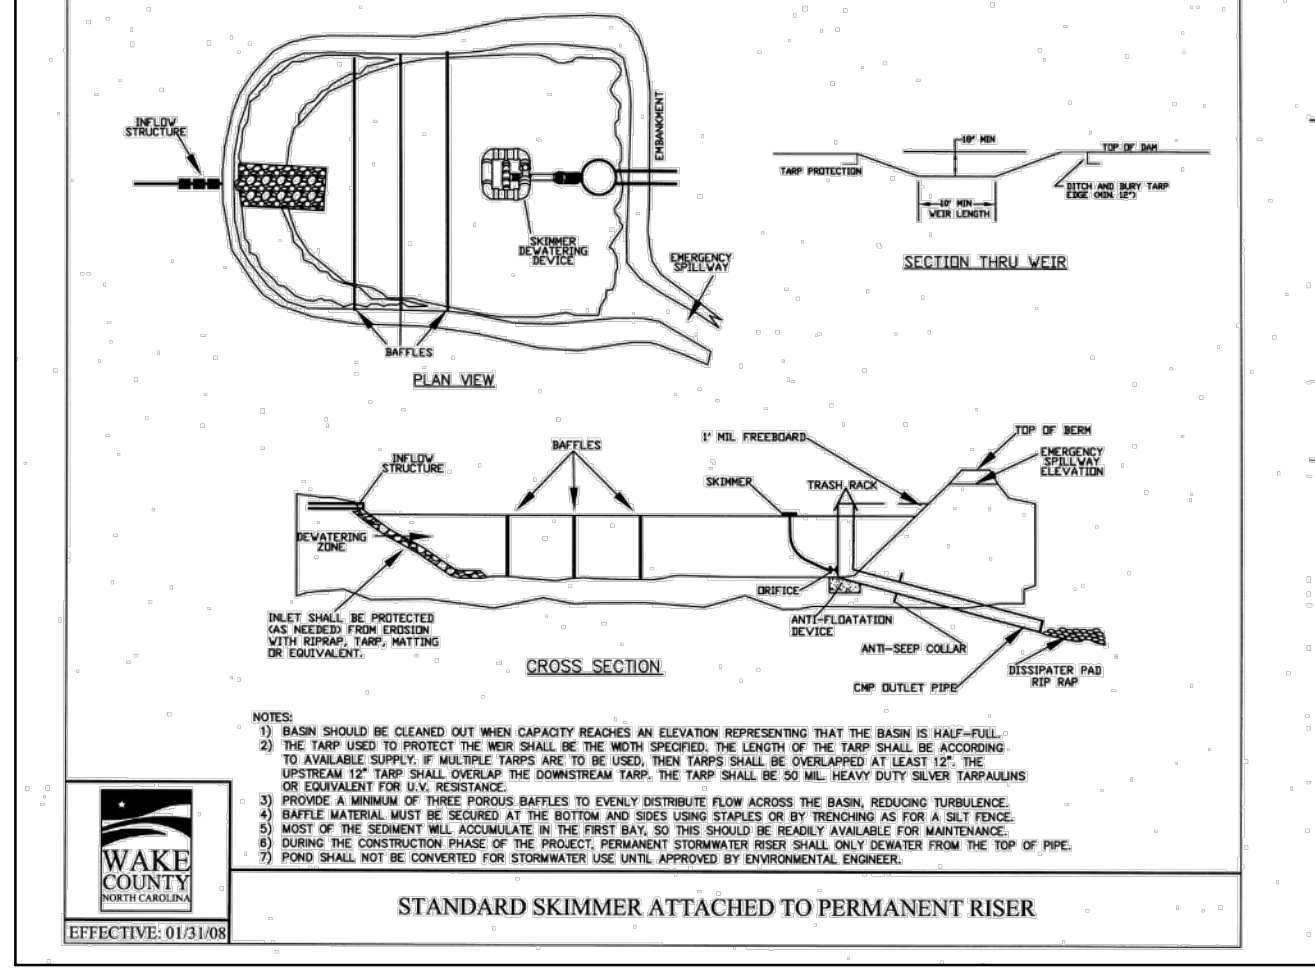 INFLOW
STRUCTURE
EMBANKMENT
SKIMMER
DEWATERING
DEVICE
EMERGENCY
SPILLWAY
BAFFLES
PLAN VIEW
18" MIN
TARP PROTECTION
TOP OF DAM
DITCH AND BURY TARP
EDGE (MIN. 12")
10' MIN
WEIR LENGTH
SECTION THRU WEIR
BAFFLES
INFLOW
STRUCTURE
1' MIL FREEBOARD
TOP OF BERM
EMERGENCY
SPILLWAY
ELEVATION
SKIMMER
TRASH RACK
DEWATERING
ZONE
ORIFICE
INLET SHALL BE PROTECTED
(AS NEEDED) FROM EROSION
WITH RIPRAP, TARP, MATTING
OR EQUIVALENT.
ANTI-FLOATATION
DEVICE
ANTI-SEEP COLLAR
CMP OUTLET PIPE
DISSIPATER PAD
RIP RAP
CROSS SECTION
NOTES:
1) BASIN SHOULD BE CLEANED OUT WHEN CAPACITY REACHES AN ELEVATION REPRESENTING THAT THE BASIN IS HALF-FULL.
2) THE TARP USED TO PROTECT THE WEIR SHALL BE THE WIDTH SPECIFIED. THE LENGTH OF THE TARP SHALL BE ACCORDING
TO AVAILABLE SUPPLY. IF MULTIPLE TARPS ARE TO BE USED, THEN TARPS SHALL BE OVERLAPPED AT LEAST 12". THE
UPSTREAM 12" TARP SHALL OVERLAP THE DOWNSTREAM TARP. THE TARP SHALL BE 50 MIL. HEAVY DUTY SILVER TARPAULINS
OR EQUIVALENT FOR U.V. RESISTANCE.
3) PROVIDE A MINIMUM OF THREE POROUS BAFFLES TO EVENLY DISTRIBUTE FLOW ACROSS THE BASIN, REDUCING TURBULENCE.
4) BAFFLE MATERIAL MUST BE SECURED AT THE BOTTOM AND SIDES USING STAPLES OR BY TRENCHING AS FOR A SILT FENCE.
5) MOST OF THE SEDIMENT WILL ACCUMULATE IN THE FIRST BAY, SO THIS SHOULD BE READILY AVAILABLE FOR MAINTENANCE.
6) DURING THE CONSTRUCTION PHASE OF THE PROJECT, PERMANENT STORMWATER RISER SHALL ONLY DEWATER FROM THE TOP OF PIPE.
7) POND SHALL NOT BE CONVERTED FOR STORMWATER USE UNTIL APPROVED BY ENVIRONMENTAL ENGINEER.
WAKE
COUNTY
NORTH CAROLINA
EFFECTIVE: 01/31/08
STANDARD SKIMMER ATTACHED TO PERMANENT RISER